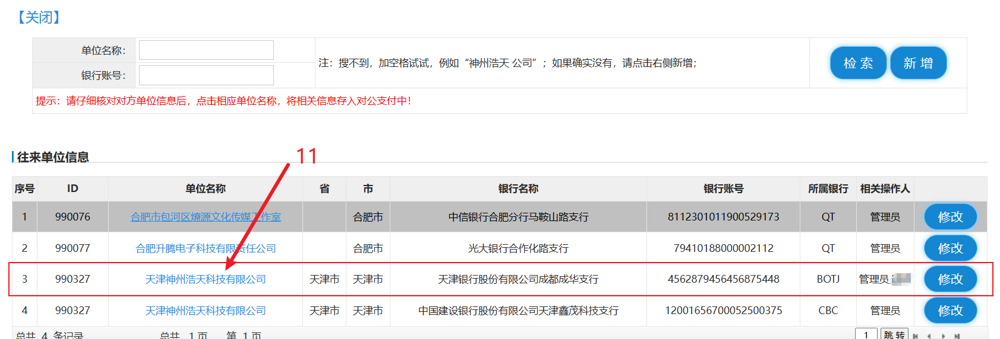 【关闭】
单位名称：
银行账号：
注：搜不到，加空格试试，例如“神州浩天 公司”；如果确实没有，请点击右侧新增；
检 索 新 增
提示：请仔细核对对方单位信息后，点击相应单位名称，将相关信息存入对公支付中！
11
往来单位信息
序号 ID 单位名称 省 市 银行名称 银行账号 所属银行 相关操作人
1 990076 合肥市包河区燎源文化传媒工作室 合肥市 中信银行合肥分行马鞍山路支行 8112301011900529173 QT 管理员 修改
2 990077 合肥升腾电子科技有限责任公司 合肥市 光大银行合作化路支行 79410188000002112 QT 管理员 修改
3 990327 天津神州浩天科技有限公司 天津市 天津市 天津银行股份有限公司成都成华支行 4562879456456875448 BOTJ 管理员 修改
4 990327 天津神州浩天科技有限公司 天津市 天津市 中国建设银行股份有限公司天津鑫茂科技支行 12001656700052500375 CBC 管理员 修改
总共 4 条记录 总共 1 页 第 1 页 1 跳 转